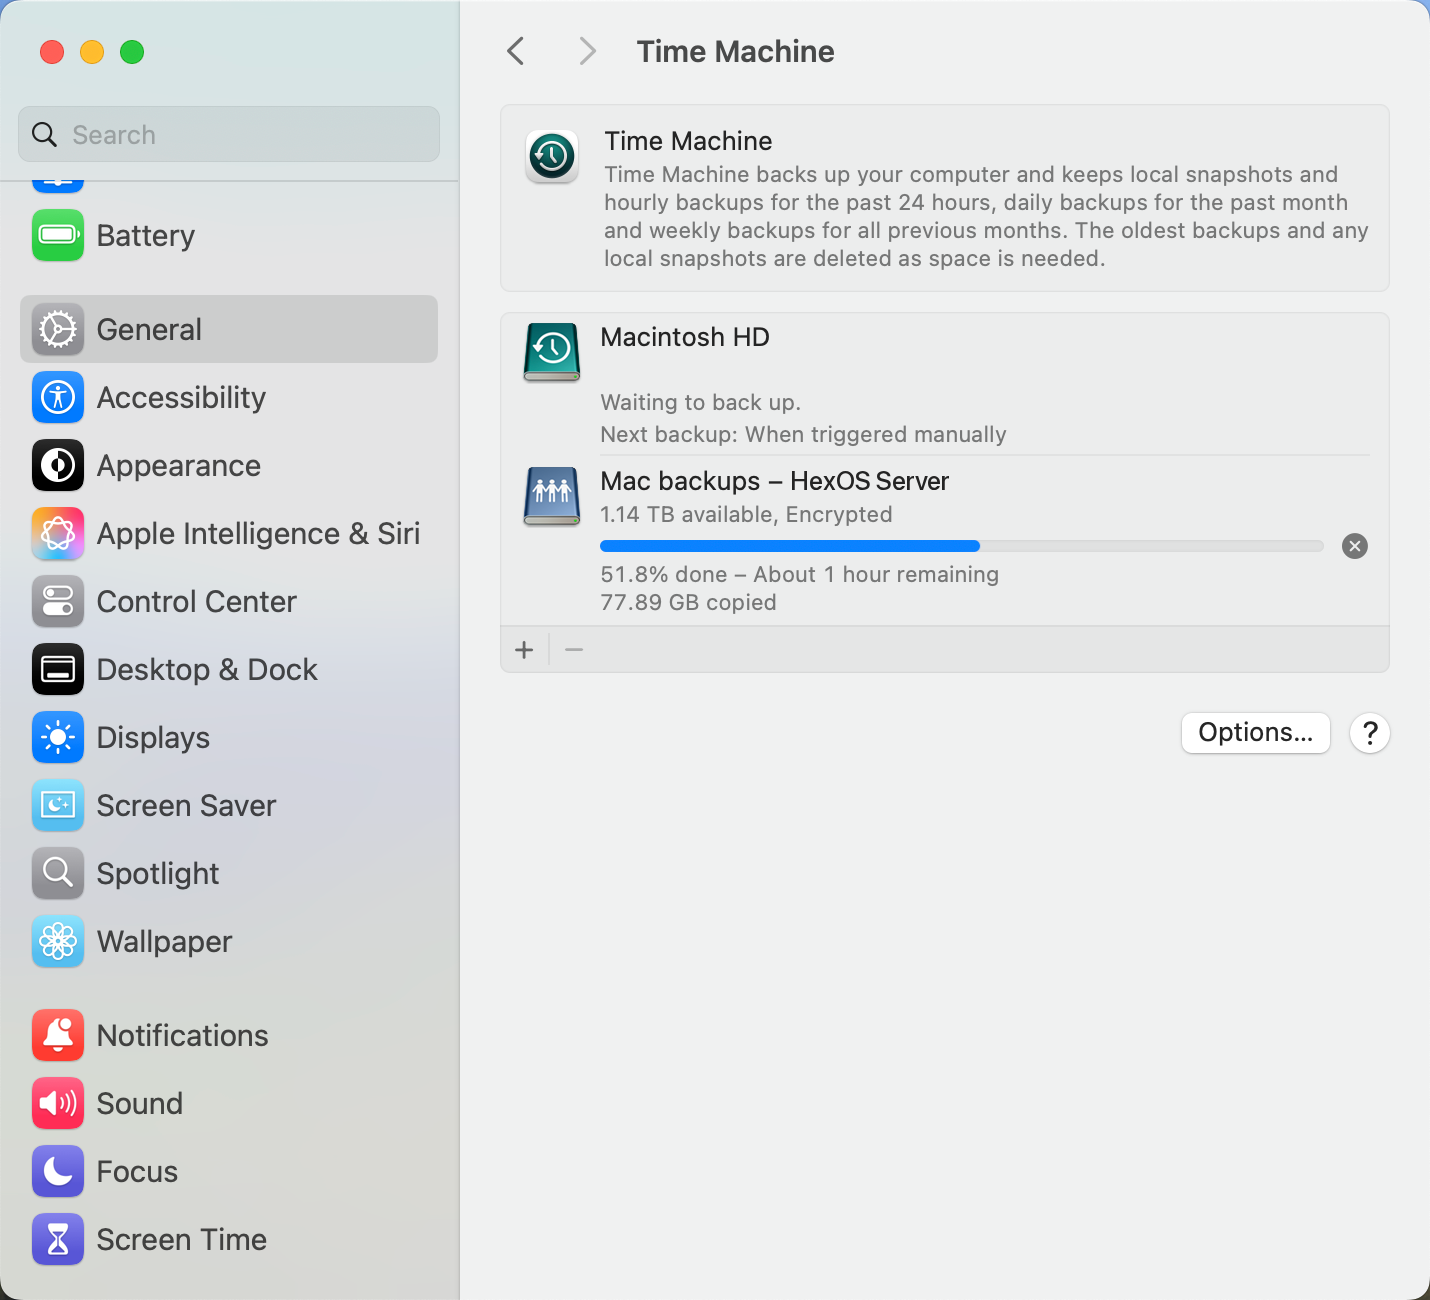 Search
Battery
General
Accessibility
Appearance
Apple Intelligence & Siri
Control Center
Desktop & Dock
Displays
Screen Saver
Spotlight
Wallpaper
Notifications
Sound
Focus
Screen Time
Time Machine
Time Machine
Time Machine backs up your computer and keeps local snapshots and
hourly backups for the past 24 hours, daily backups for the past month
and weekly backups for all previous months. The oldest backups and any
local snapshots are deleted as space is needed.
Macintosh HD
Waiting to back up.
Next backup: When triggered manually
Mac backups – HexOS Server
1.14 TB available, Encrypted
51.8% done – About 1 hour remaining
77.89 GB copied
Options...
?